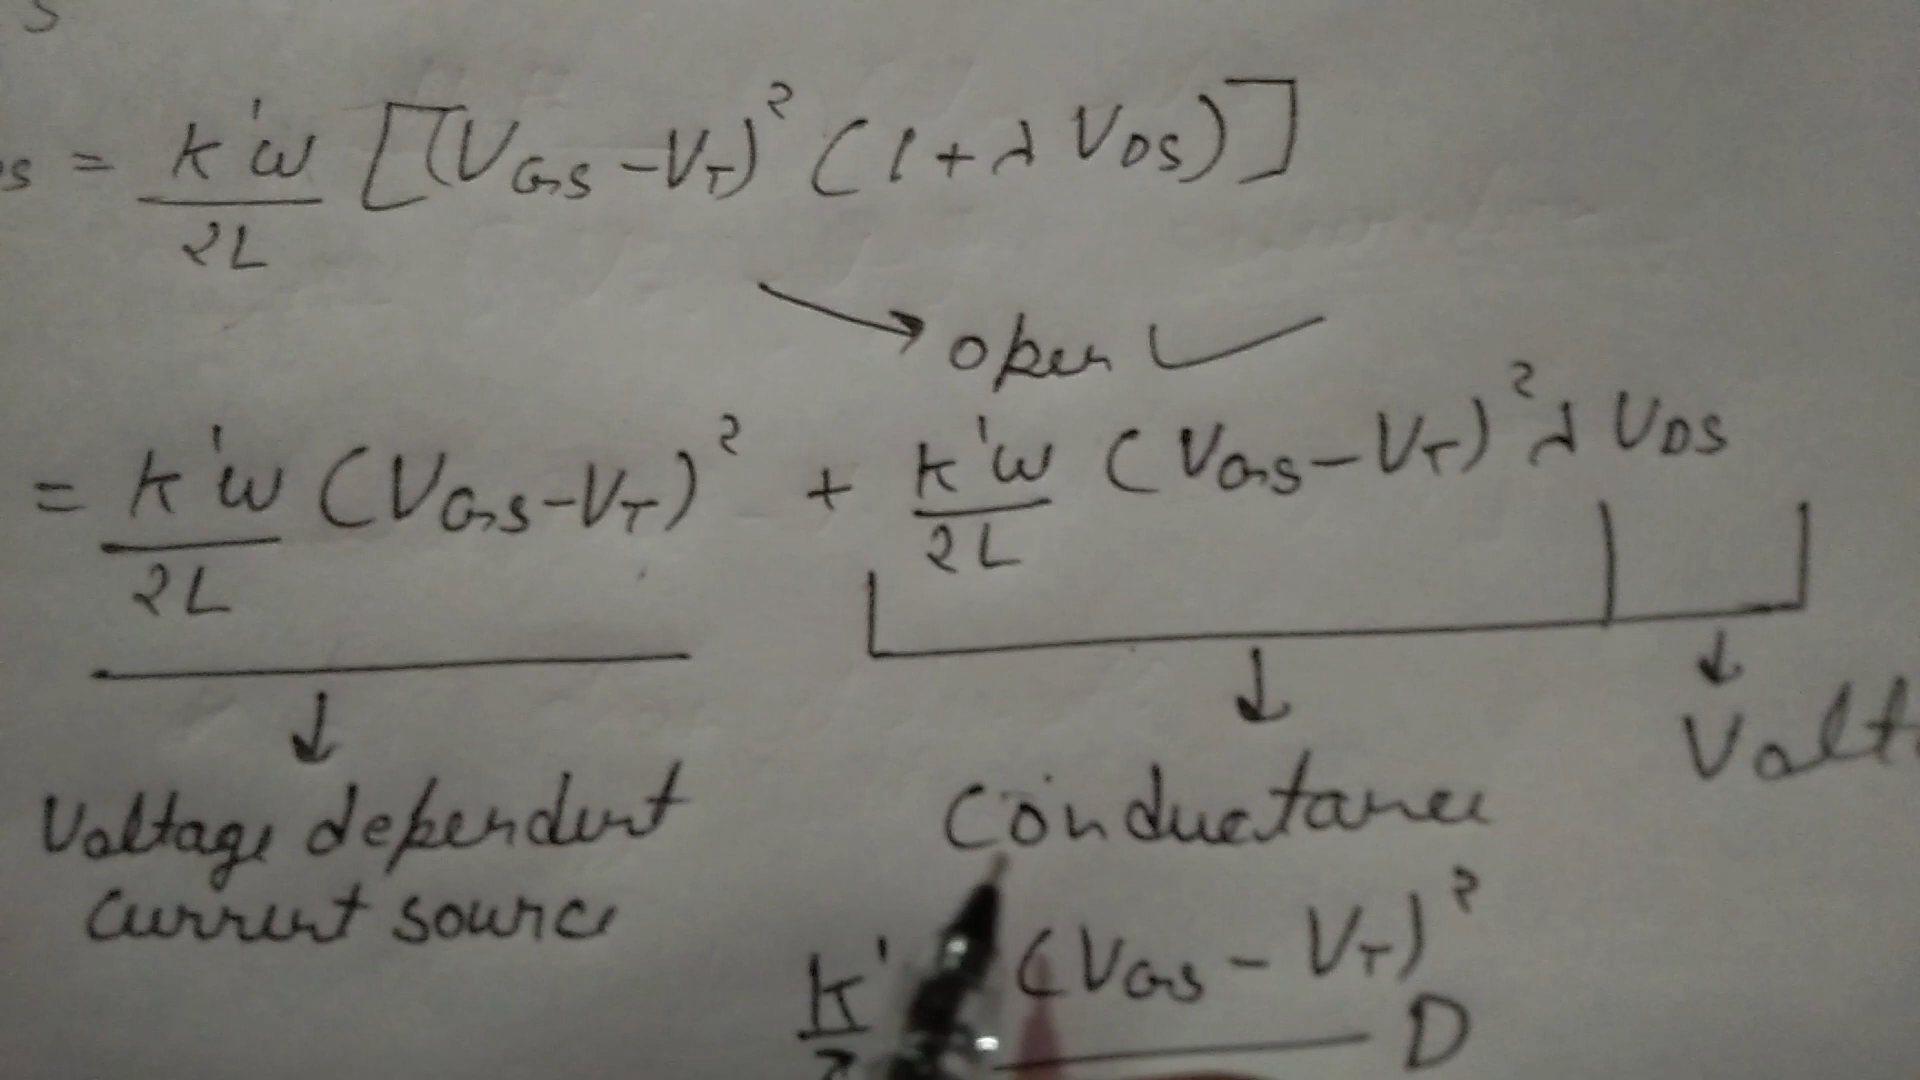 S
DS = K'W/2L [(VGS-VT)² (1+λ VDS)]
→ open ✓
= K'W/2L (VGS-VT)² + K'W/2L (VGS-VT)² λ VDS
↓ ↓ ↓
Voltage dependent Conductance Volt
current source
K' (VGS - VT)²
D